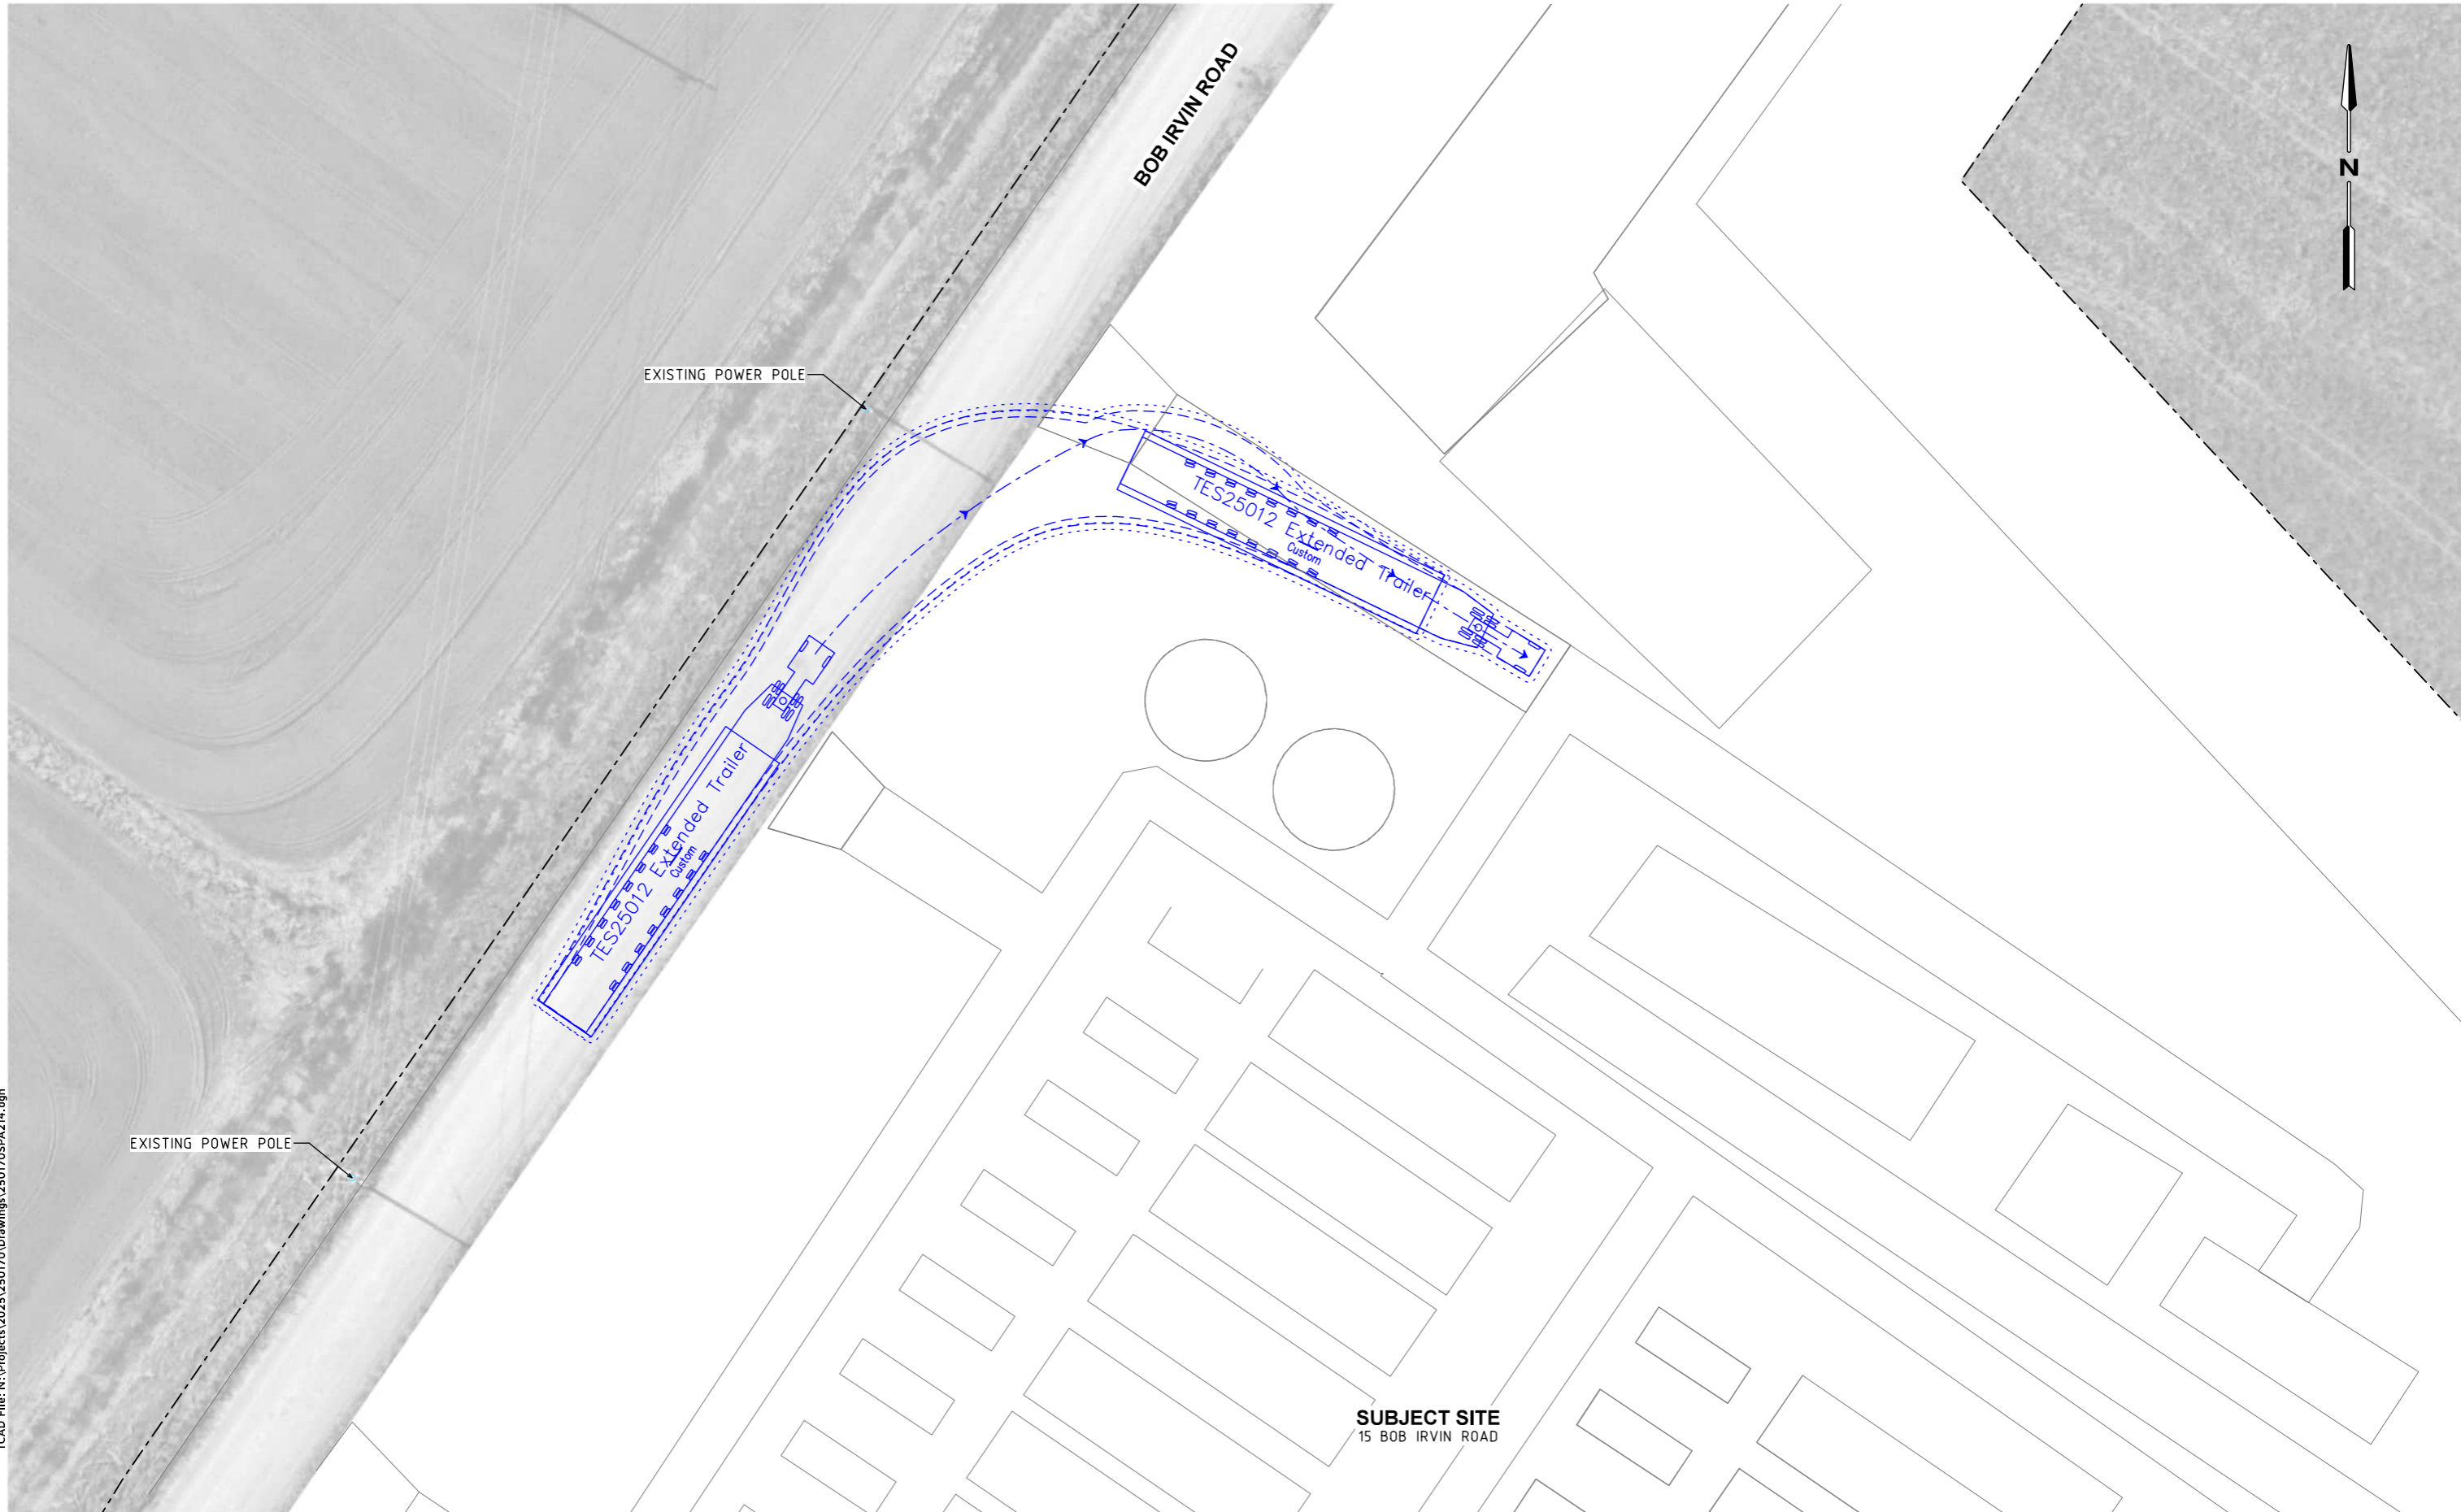 BOB IRVIN ROAD
N
EXISTING POWER POLE
TES25012 Extended Trailer
Custom
TES25012 Extended Trailer
Custom
EXISTING POWER POLE
SUBJECT SITE
15 BOB IRVIN ROAD